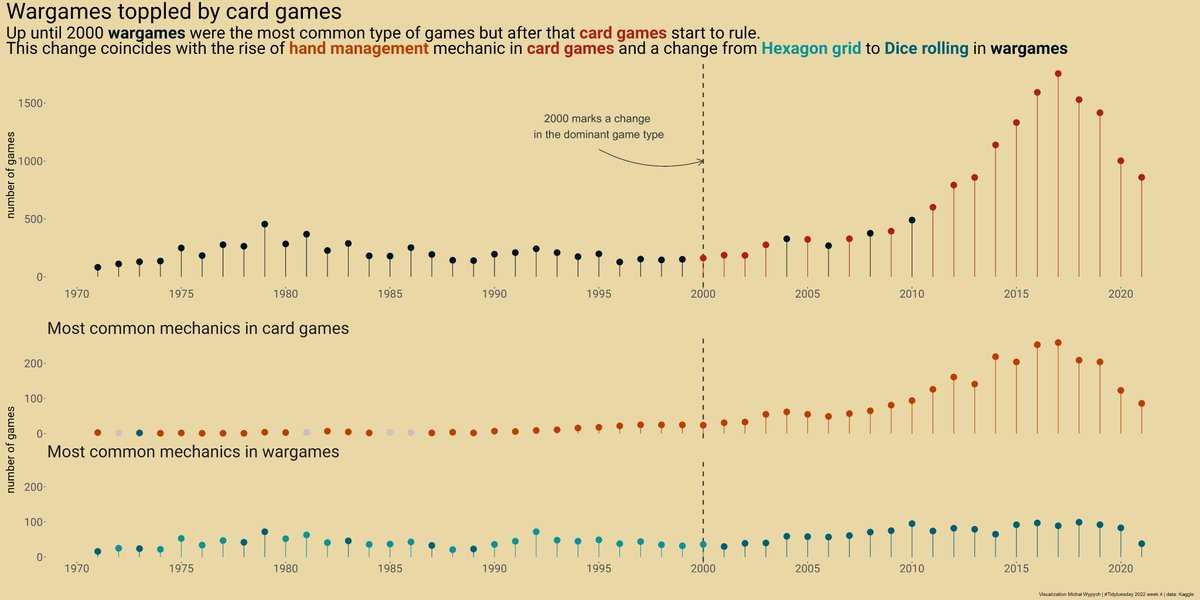 Wargames toppled by card games
Up until 2000 wargames were the most common type of games but after that card games start to rule.
This change coincides with the rise of hand management mechanic in card games and a change from Hexagon grid to Dice rolling in wargames
number of games
1500
1000
500
0
2000 marks a change
in the dominant game type
1970 1975 1980 1985 1990 1995 2000 2005 2010 2015 2020
Most common mechanics in card games
number of games
200
100
0
Most common mechanics in wargames
200
100
0
1970 1975 1980 1985 1990 1995 2000 2005 2010 2015 2020
Visualization Michał Wypych | #Tidytuesday 2022 week 4 | data: Kaggle